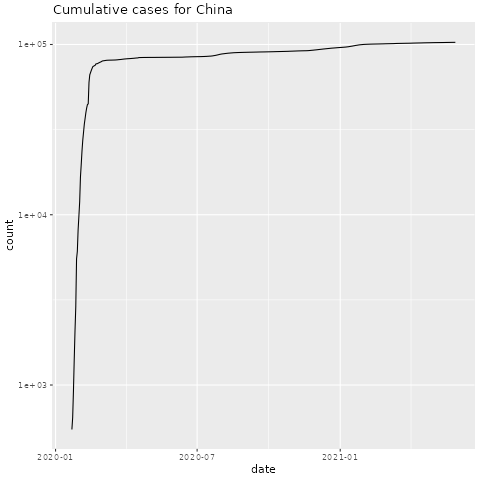 Cumulative cases for China
1e+05
1e+04
1e+03
count
2020-01
2020-07
2021-01
date